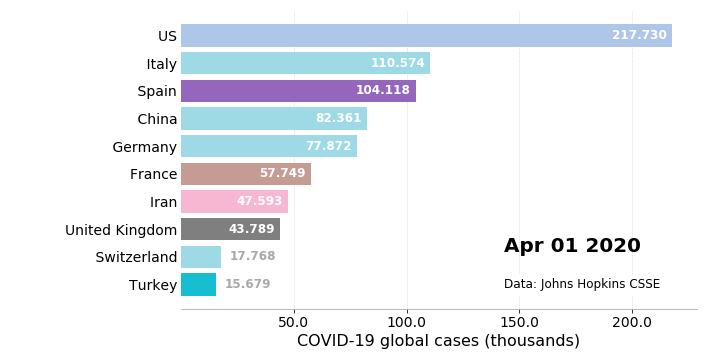 US 217.730
Italy 110.574
Spain 104.118
China 82.361
Germany 77.872
France 57.749
Iran 47.593
United Kingdom 43.789
Switzerland 17.768
Turkey 15.679
Apr 01 2020
Data: Johns Hopkins CSSE
50.0 100.0 150.0 200.0
COVID-19 global cases (thousands)